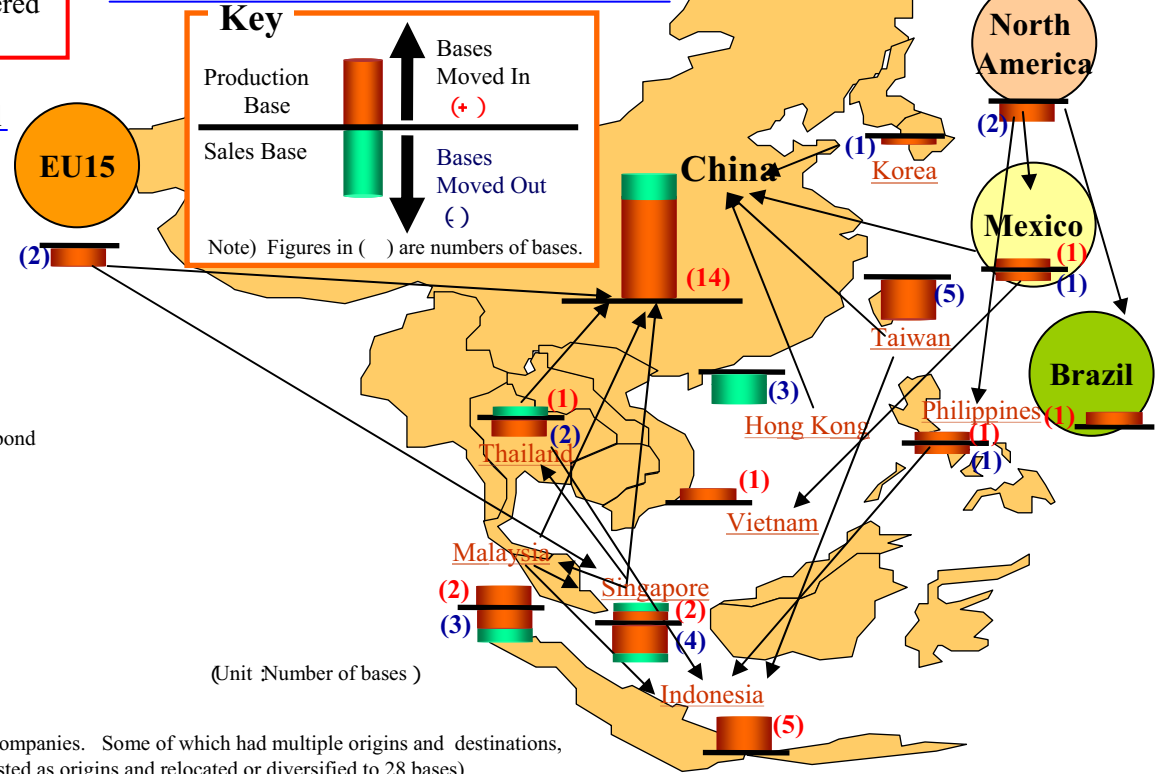 ered
Key
Production
Base
Sales Base
Bases
Moved In
(+ )
Bases
Moved Out
(-)
Note) Figures in ( ) are numbers of bases.
North
America
(2)
EU15
(2)
China
(14)
(1)
Korea
Mexico
(1)
(1)
(5)
Taiwan
Brazil
(1)
(3)
Hong Kong
Philippines
(1)
(1)
(1)
(2)
Thailand
(1)
Vietnam
Malaysia
(2)
(3)
Singapore
(2)
(4)
Indonesia
(5)
pond
(Unit :Number of bases )
ompanies. Some of which had multiple origins and destinations,
sted as origins and relocated or diversified to 28 bases)